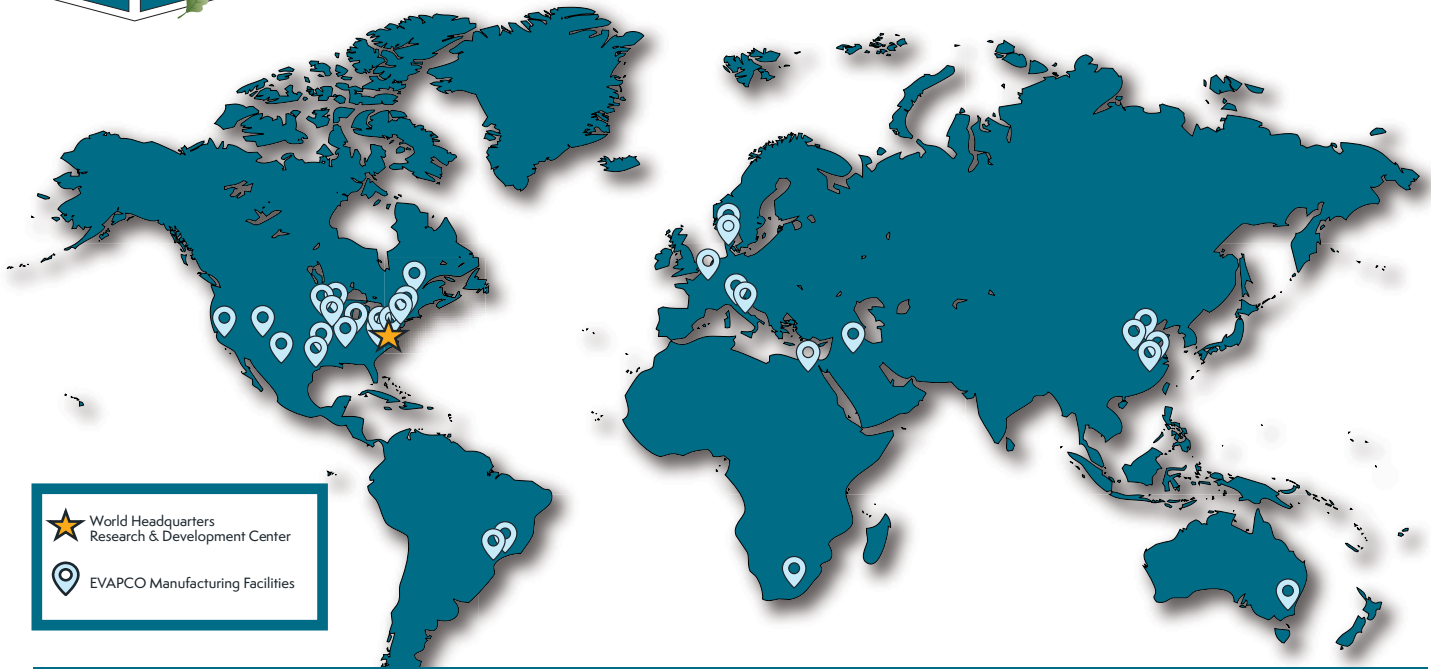 World Headquarters
Research & Development Center
EVAPCO Manufacturing Facilities